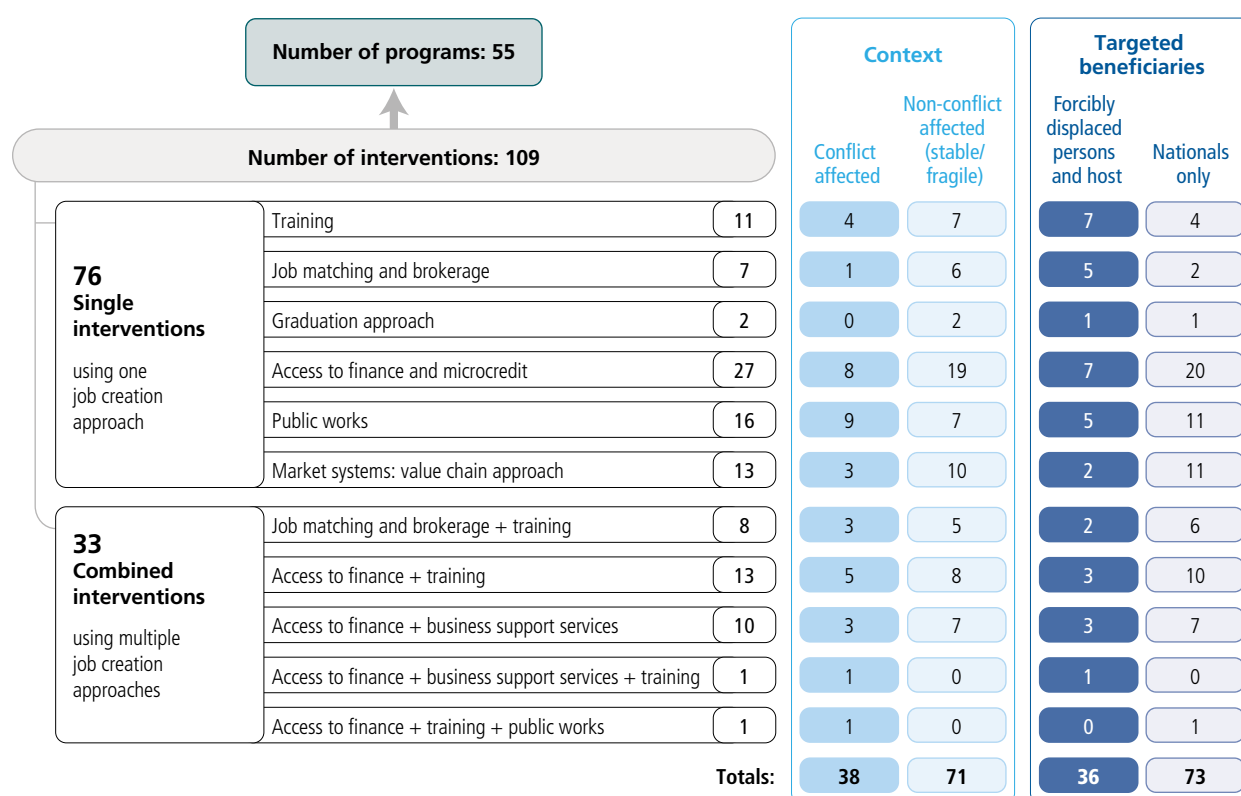 Number of programs: 55
Number of interventions: 109
Context
Targeted
beneficiaries
Conflict
affected
Non-conflict
affected
(stable/
fragile)
Forcibly
displaced
persons
and host
Nationals
only
76
Single
interventions
using one
job creation
approach
Training 11 4 7 7 4
Job matching and brokerage 7 1 6 5 2
Graduation approach 2 0 2 1 1
Access to finance and microcredit 27 8 19 7 20
Public works 16 9 7 5 11
Market systems: value chain approach 13 3 10 2 11
33
Combined
interventions
using multiple
job creation
approaches
Job matching and brokerage + training 8 3 5 2 6
Access to finance + training 13 5 8 3 10
Access to finance + business support services 10 3 7 3 7
Access to finance + business support services + training 1 1 0 1 0
Access to finance + training + public works 1 1 0 0 1
Totals: 38 71 36 73